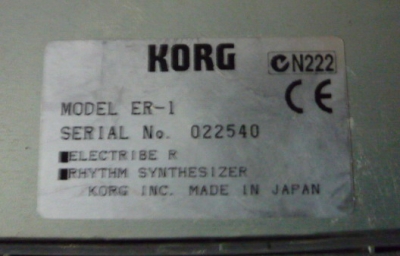 KORG
N222
CE
MODEL ER-1
SERIAL No. 022540
ELECTRIBE R
RHYTHM SYNTHESIZER
KORG INC. MADE IN JAPAN